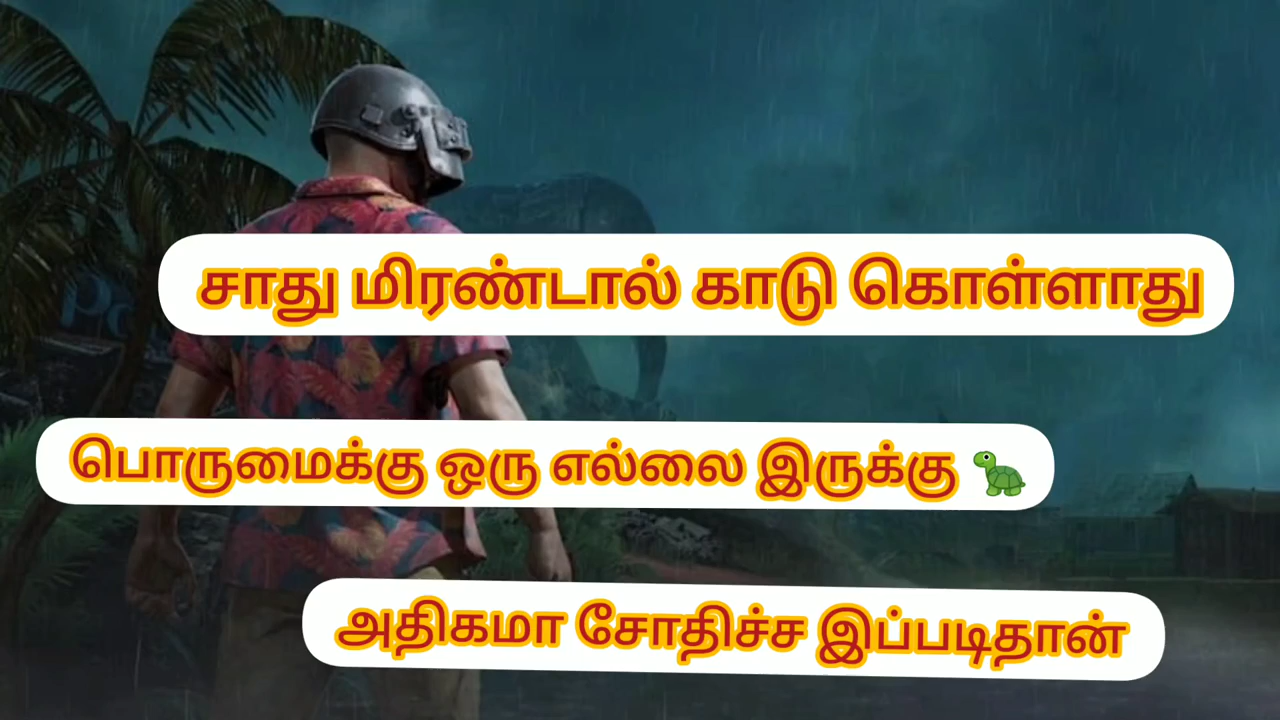 சாது மிரண்டால் காடு கொள்ளாது
பொருமைக்கு ஒரு எல்லை இருக்கு 🐢
அதிகமா சோதிச்ச இப்படிதான்